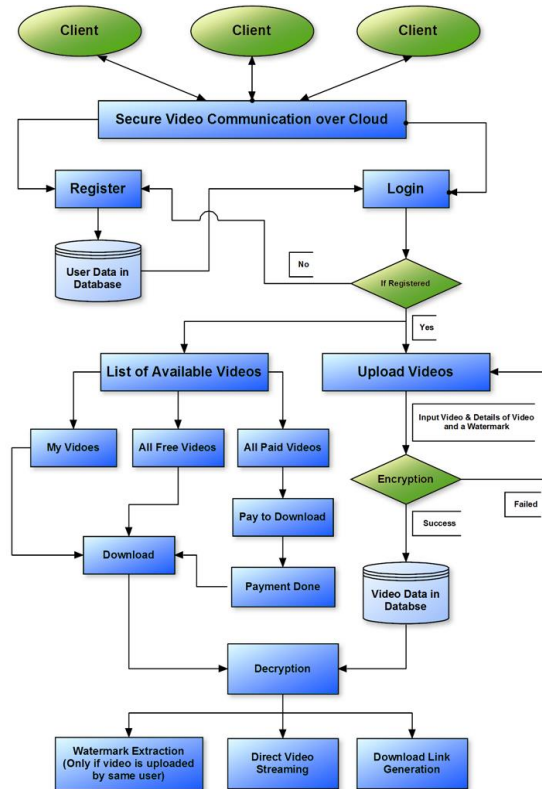 Client
Client
Client
Secure Video Communication over Cloud
Register
Login
User Data in
Database
No
If Registered
Yes
List of Available Videos
Upload Videos
Input Video & Details of Video
and a Watermark
My Vidoes
All Free Videos
All Paid Videos
Encryption
Failed
Pay to Download
Success
Download
Payment Done
Video Data in
Databse
Decryption
Watermark Extraction
(Only if video is uploaded
by same user)
Direct Video
Streaming
Download Link
Generation